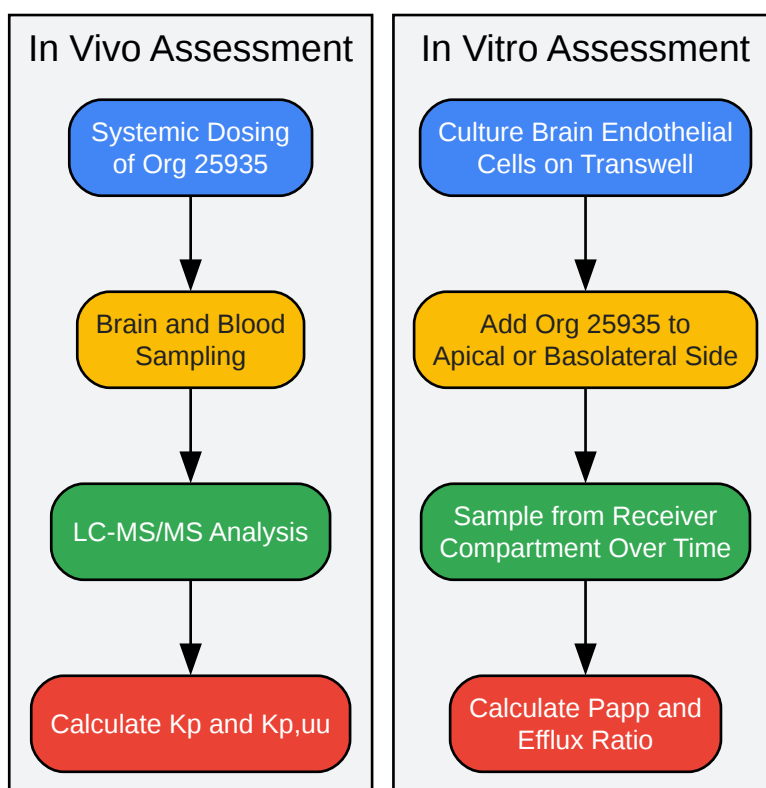 In Vivo Assessment
Systemic Dosing
of Org 25935
Brain and Blood
Sampling
LC-MS/MS Analysis
Calculate Kp and Kp,uu
In Vitro Assessment
Culture Brain Endothelial
Cells on Transwell
Add Org 25935 to
Apical or Basolateral Side
Sample from Receiver
Compartment Over Time
Calculate Papp and
Efflux Ratio